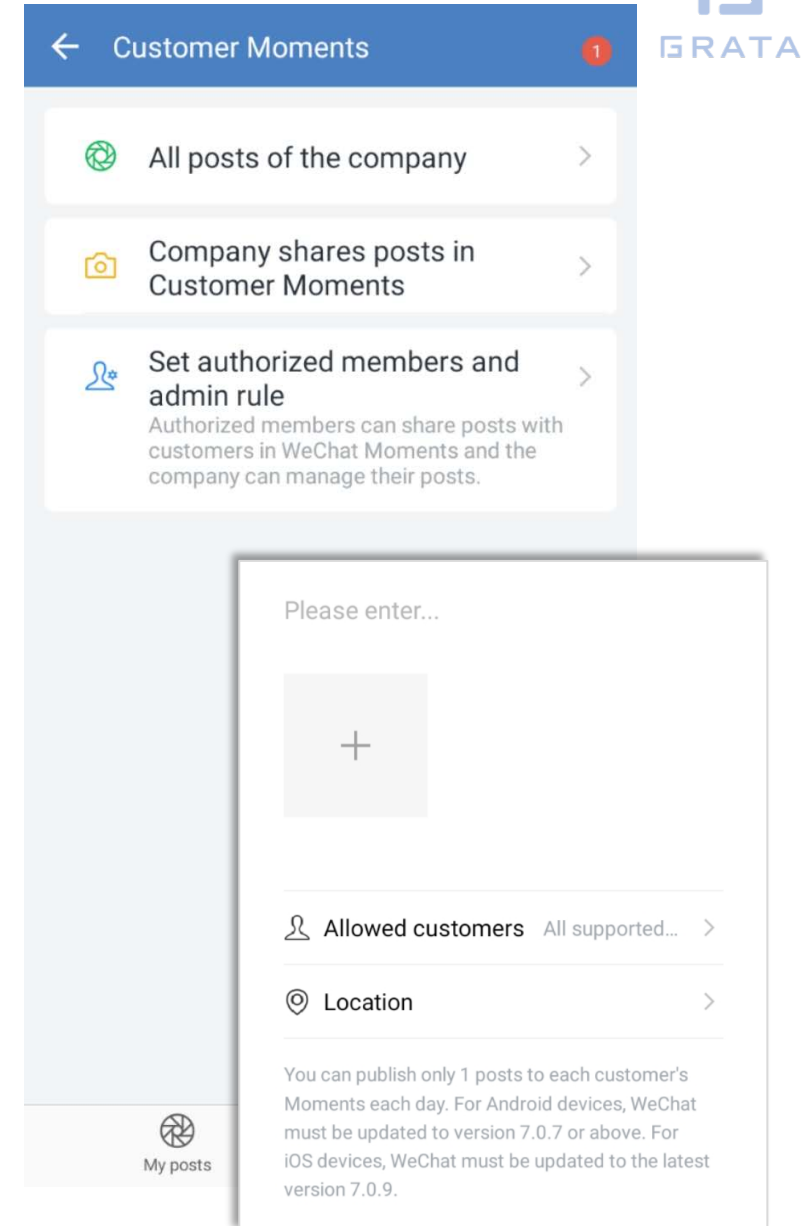 Customer Moments
1
GRATA
All posts of the company
Company shares posts in
Customer Moments
Set authorized members and
admin rule
Authorized members can share posts with
customers in WeChat Moments and the
company can manage their posts.
Please enter...
Allowed customers All supported...
Location
You can publish only 1 posts to each customer's
Moments each day. For Android devices, WeChat
must be updated to version 7.0.7 or above. For
iOS devices, WeChat must be updated to the latest
version 7.0.9.
My posts